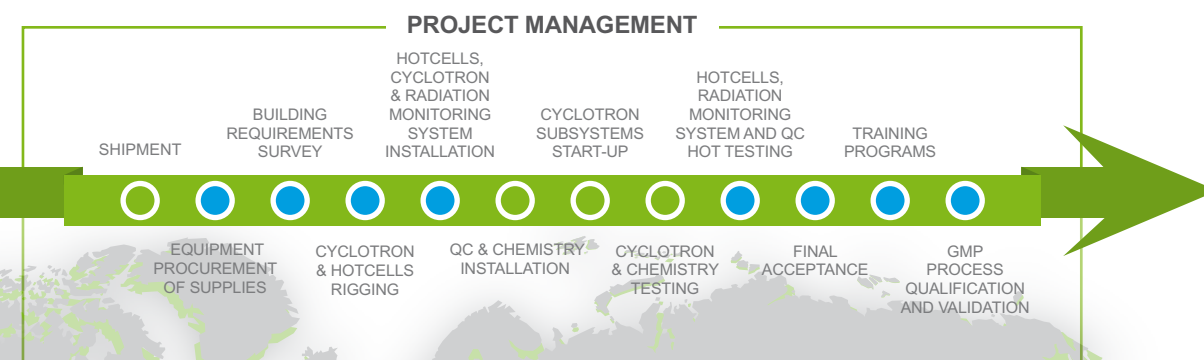 PROJECT MANAGEMENT
SHIPMENT
EQUIPMENT
PROCUREMENT
OF SUPPLIES
BUILDING
REQUIREMENTS
SURVEY
CYCLOTRON
& HOTCELLS
RIGGING
HOTCELLS,
CYCLOTRON
& RADIATION
MONITORING
SYSTEM
INSTALLATION
QC & CHEMISTRY
INSTALLATION
CYCLOTRON
SUBSYSTEMS
START-UP
CYCLOTRON
& CHEMISTRY
TESTING
HOTCELLS,
RADIATION
MONITORING
SYSTEM AND QC
HOT TESTING
FINAL
ACCEPTANCE
TRAINING
PROGRAMS
GMP
PROCESS
QUALIFICATION
AND VALIDATION